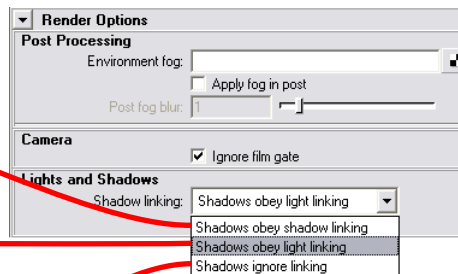 Render Options
Post Processing
Environment fog:
Apply fog in post
Post fog blur: 1
Camera
Ignore film gate
Lights and Shadows
Shadow linking: Shadows obey light linking
Shadows obey shadow linking
Shadows obey light linking
Shadows ignore linking